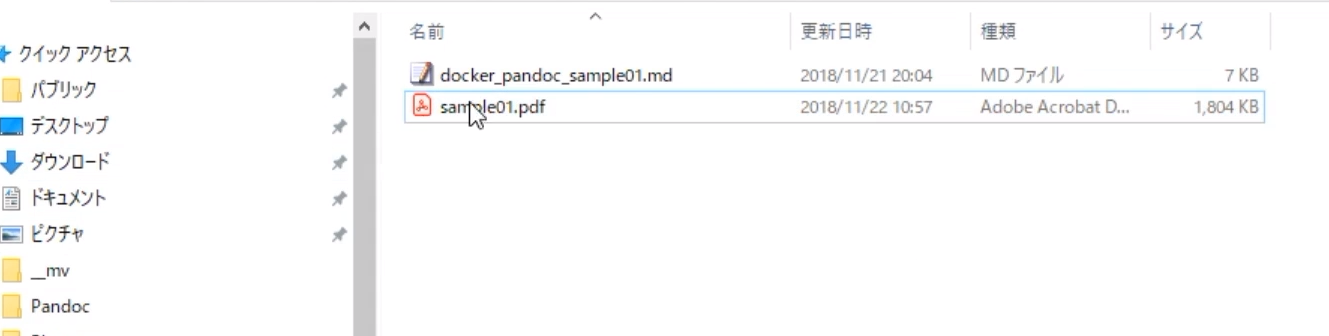 クイック アクセス
パブリック
デスクトップ
ダウンロード
ドキュメント
ピクチャ
__mv
Pandoc
名前 更新日時 種類 サイズ
docker_pandoc_sample01.md 2018/11/21 20:04 MD ファイル 7 KB
sample01.pdf 2018/11/22 10:57 Adobe Acrobat D... 1,804 KB